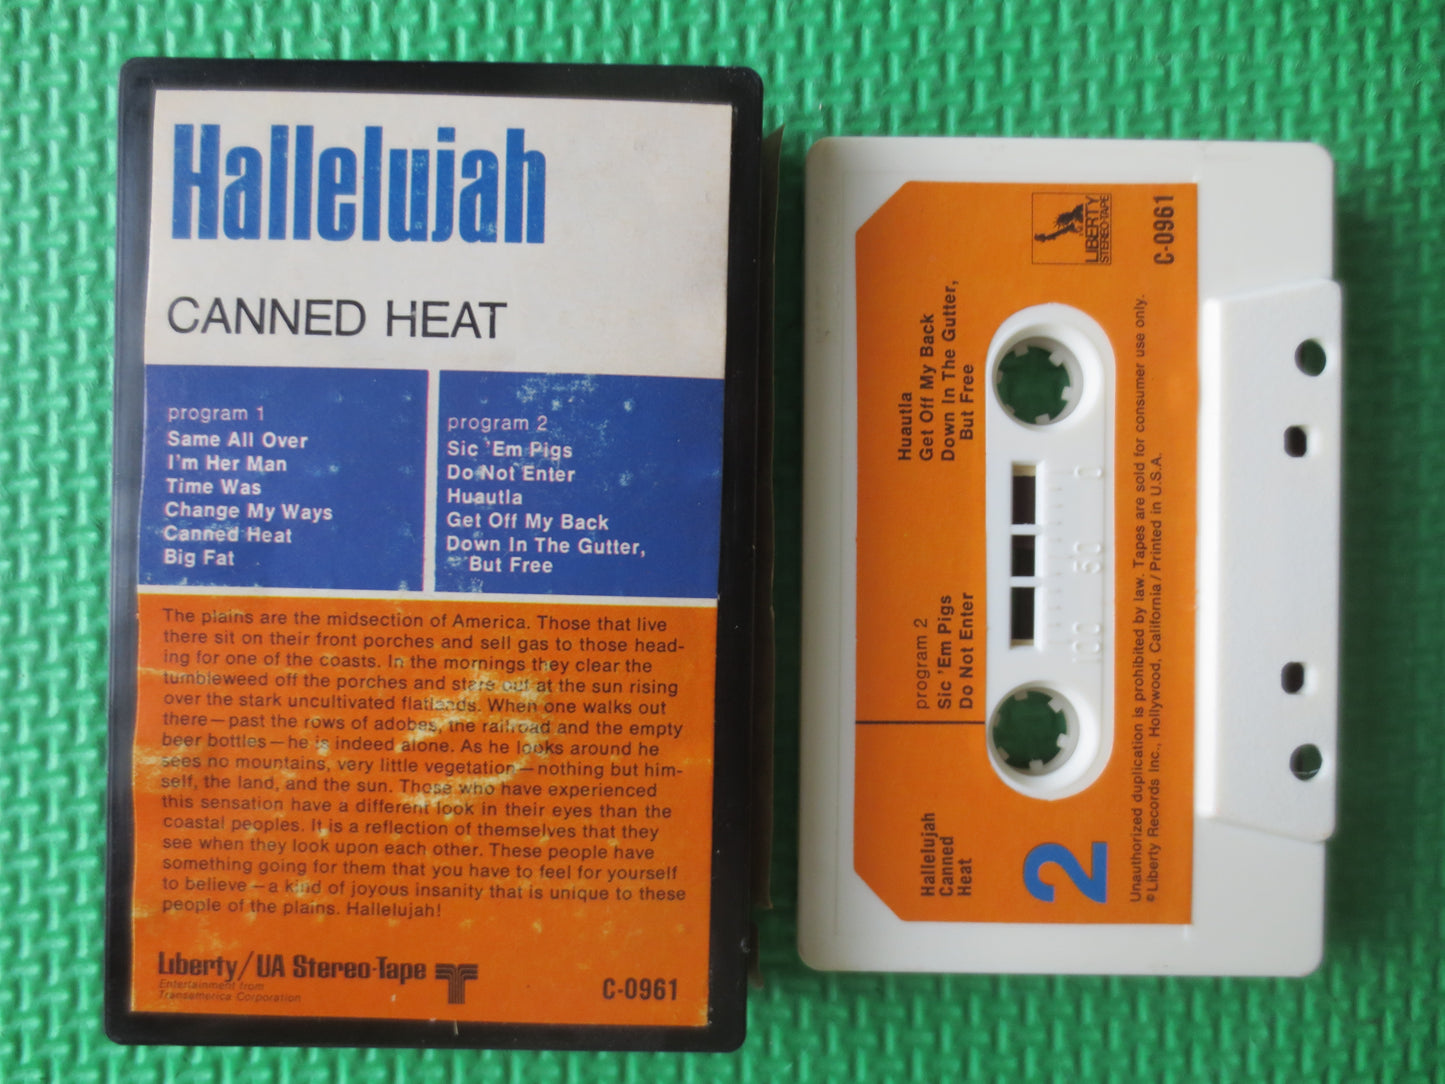 Hallelujah
CANNED HEAT
program 1
Same All Over
I'm Her Man
Time Was
Change My Ways
Canned Heat
Big Fat
program 2
Sic 'Em Pigs
Do Not Enter
Huautla
Get Off My Back
Down In The Gutter,
But Free
The plains are the midsection of America. Those that live
there sit on their front porches and sell gas to those head-
ing for one of the coasts. In the mornings they clear the
tumbleweed off the porches and stare out at the sun rising
over the stark uncultivated flatlands. When one walks out
there—past the rows of adobes, the railroad and the empty
beer bottles—he is indeed alone. As he looks around he
sees no mountains, very little vegetation—nothing but him-
self, the land, and the sun. Those who have experienced
this sensation have a different look in their eyes than the
coastal peoples. It is a reflection of themselves that they
see when they look upon each other. These people have
something going for them that you have to feel for yourself
to believe—a kind of joyous insanity that is unique to these
people of the plains. Hallelujah!
Liberty/UA Stereo-Tape
Entertainment from
Transamerica Corporation
C-0961
LIBERTY
STEREO-TAPE
C-0961
Huautla
Get Off My Back
Down In The Gutter,
But Free
program 2
Sic 'Em Pigs
Do Not Enter
Hallelujah
Canned
Heat
2
100 50 0
Unauthorized duplication is prohibited by law. Tapes are sold for consumer use only.
℗Liberty Records Inc., Hollywood, California/Printed in U.S.A.